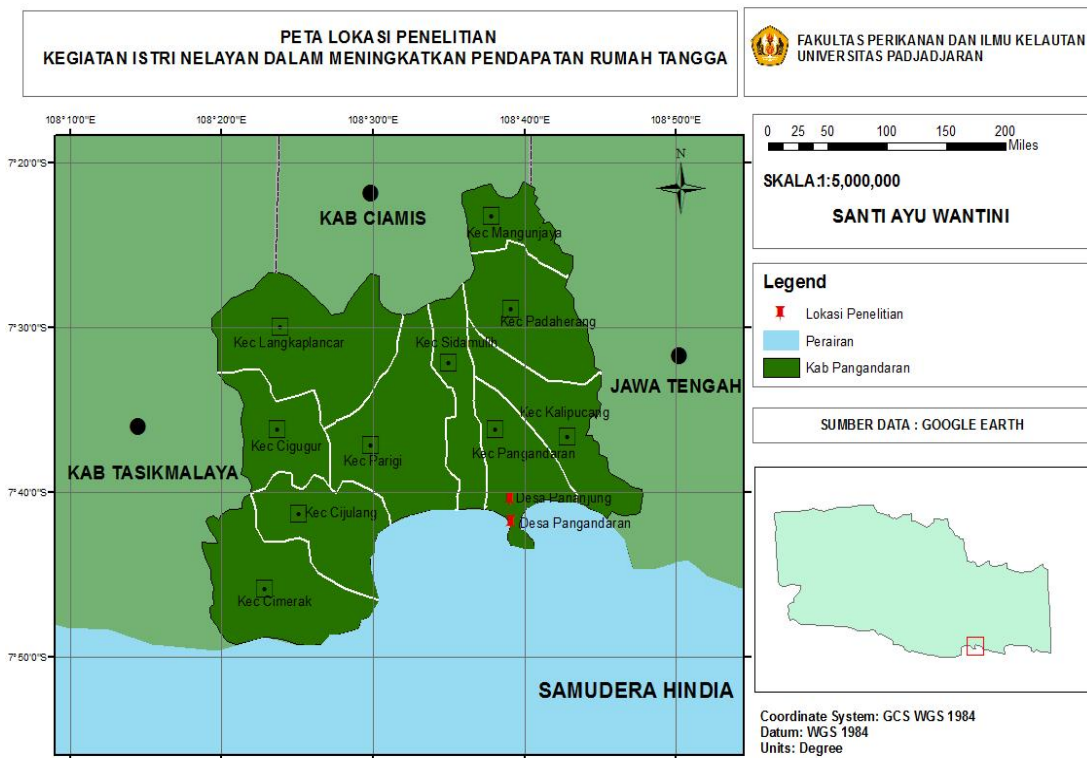 PETA LOKASI PENELITIAN
KEGIATAN ISTRI NELAYAN DALAM MENINGKATKAN PENDAPATAN RUMAH TANGGA
FAKULTAS PERIKANAN DAN ILMU KELAUTAN
UNIVERSITAS PADJADJARAN
108°10'0"E 108°20'0"E 108°30'0"E 108°40'0"E 108°50'0"E
7°20'0"S
7°30'0"S
7°40'0"S
7°50'0"S
N
KAB CIAMIS
Kec Mangunjaya
Kec Padaherang
Kec Langkaplancar
Kec Sidamulih
JAWA TENGAH
Kec Kalipucang
Kec Cigugur
Kec Parigi
Kec Pangandaran
KAB TASIKMALAYA
Desa Pananjung
Kec Cijulang
Desa Pangandaran
Kec Cimerak
SAMUDERA HINDIA
0 25 50 100 150 200
Miles
SKALA:1:5,000,000
SANTI AYU WANTINI
Legend
Lokasi Penelitian
Perairan
Kab Pangandaran
SUMBER DATA : GOOGLE EARTH
Coordinate System: GCS WGS 1984
Datum: WGS 1984
Units: Degree